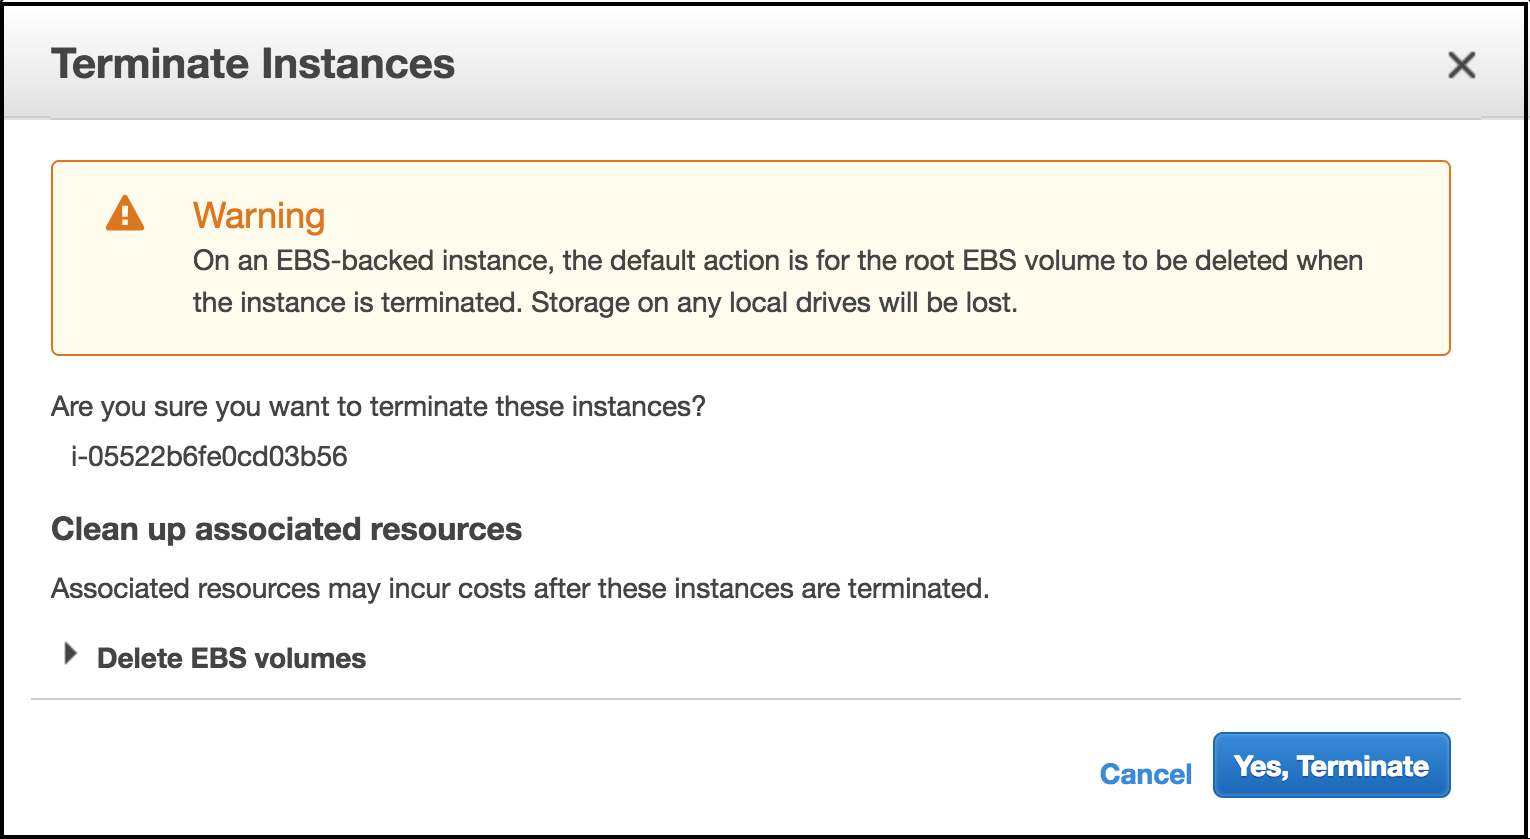 Terminate Instances
Warning
On an EBS-backed instance, the default action is for the root EBS volume to be deleted when
the instance is terminated. Storage on any local drives will be lost.
Are you sure you want to terminate these instances?
i-05522b6fe0cd03b56
Clean up associated resources
Associated resources may incur costs after these instances are terminated.
Delete EBS volumes
Cancel
Yes, Terminate